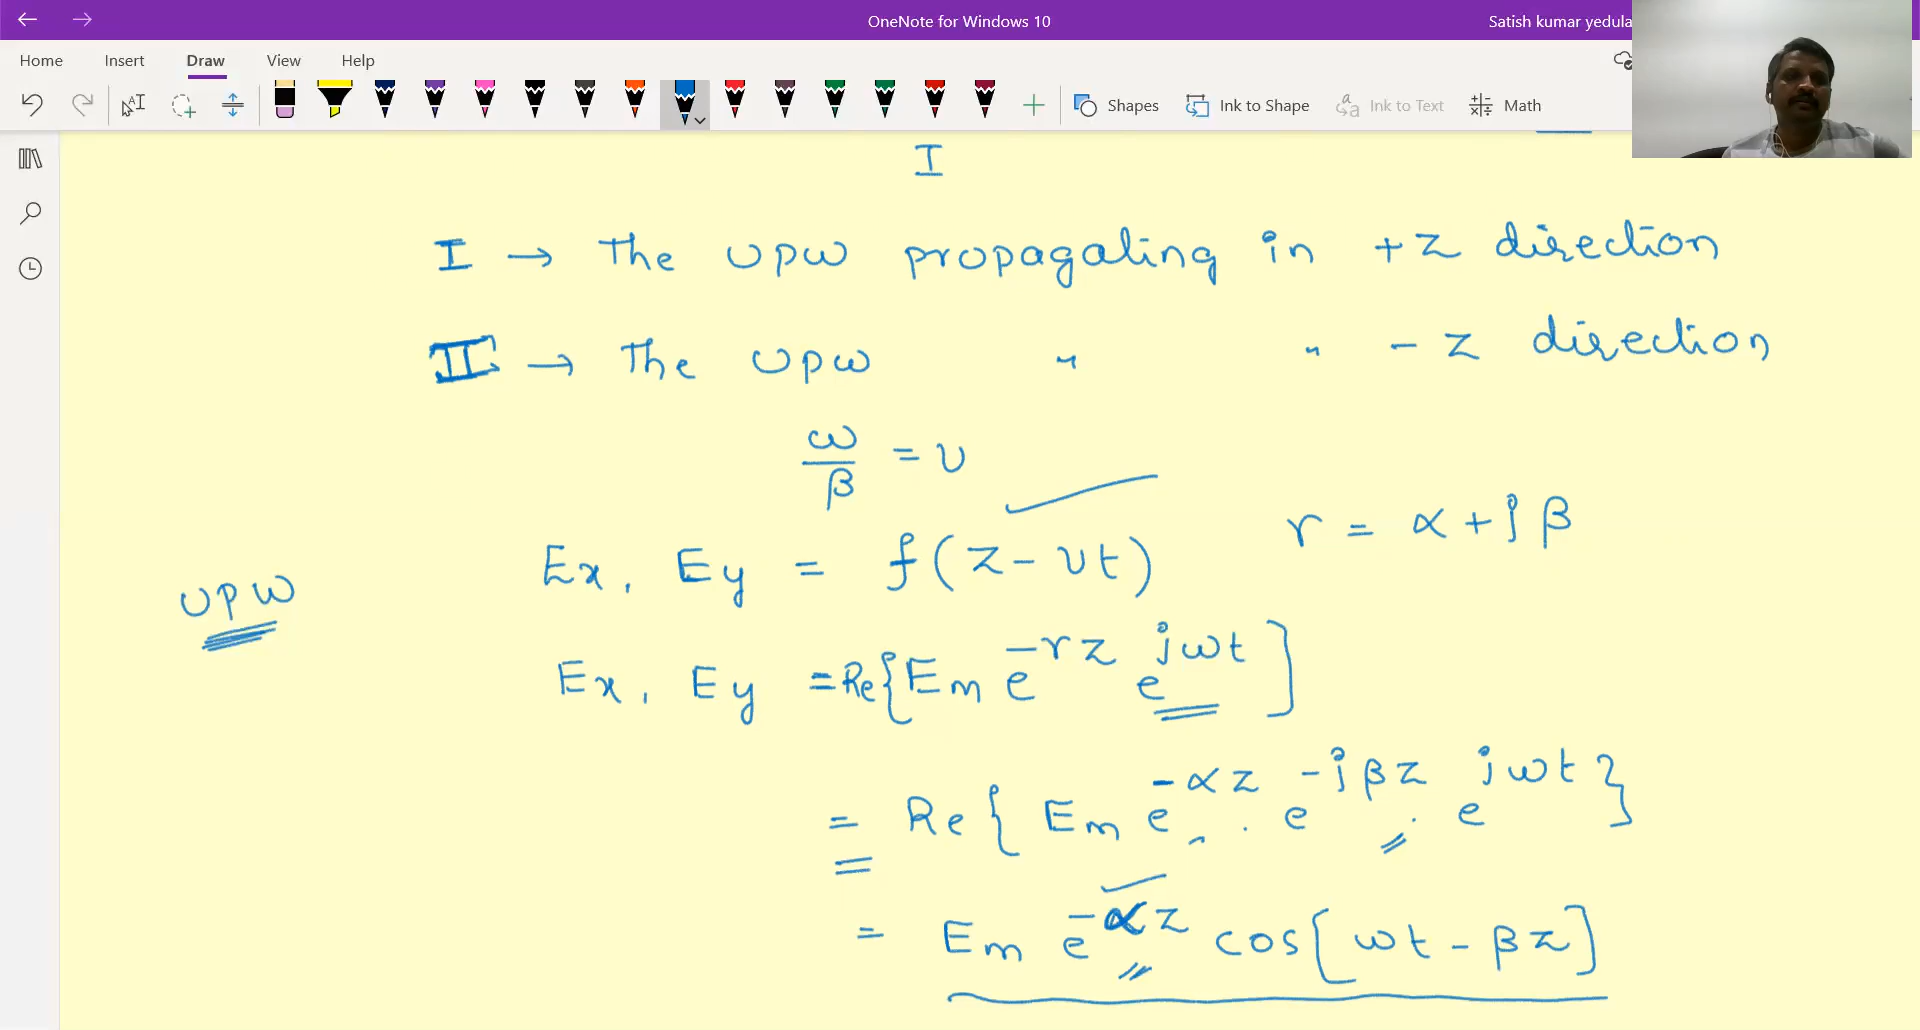 OneNote for Windows 10
Satish kumar yedula
Home Insert Draw View Help
Shapes Ink to Shape Ink to Text Math
I
I → The UPW propagating in +z direction
II → The UPW " " -z direction
ω/β = υ
γ = α + jβ
Ex, Ey = f(z - υt)
UPW
Ex, Ey = Re{Em e^-γz e^jωt]
= Re{ Em e^-αz . e^-jβz . e^jωt }
= Em e^-αz cos[ωt - βz]